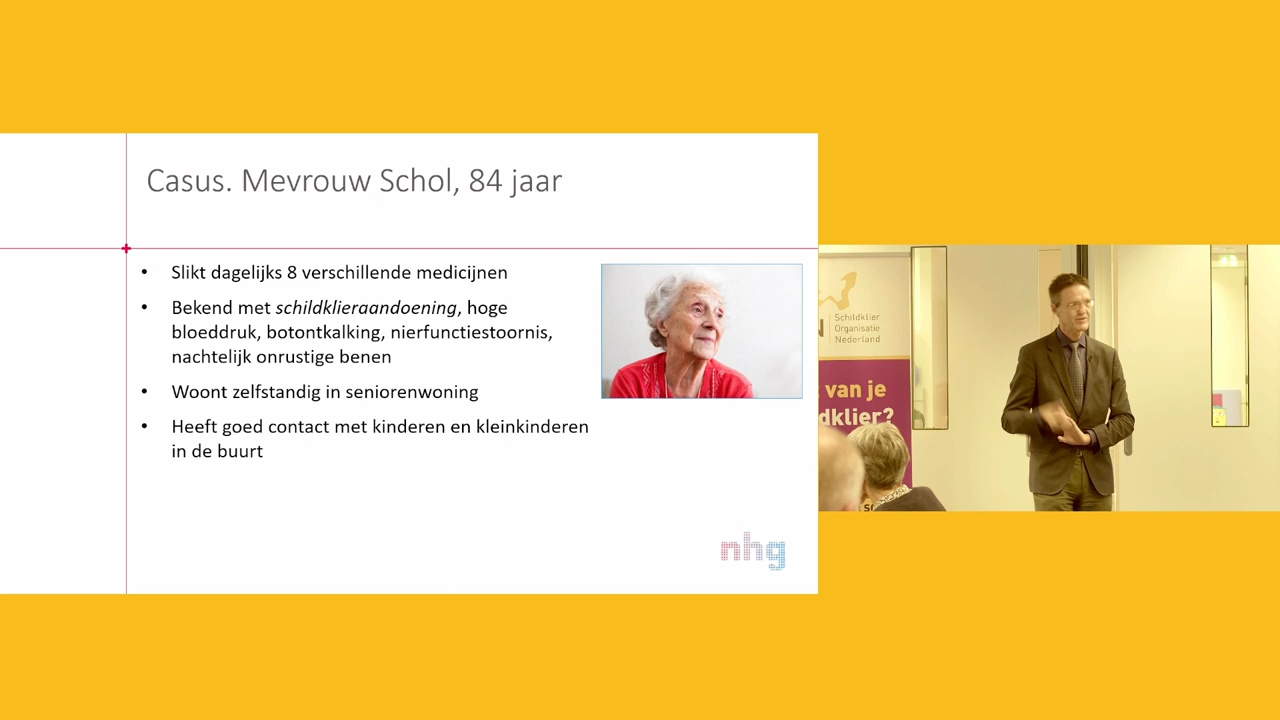 Casus. Mevrouw Schol, 84 jaar
• Slikt dagelijks 8 verschillende medicijnen
• Bekend met schildklieraandoening, hoge
bloeddruk, botontkalking, nierfunctiestoornis,
nachtelijk onrustige benen
• Woont zelfstandig in seniorenwoning
• Heeft goed contact met kinderen en kleinkinderen
in de buurt
nhg
N
Schildklier
Organisatie
Nederland
van je
dklier?